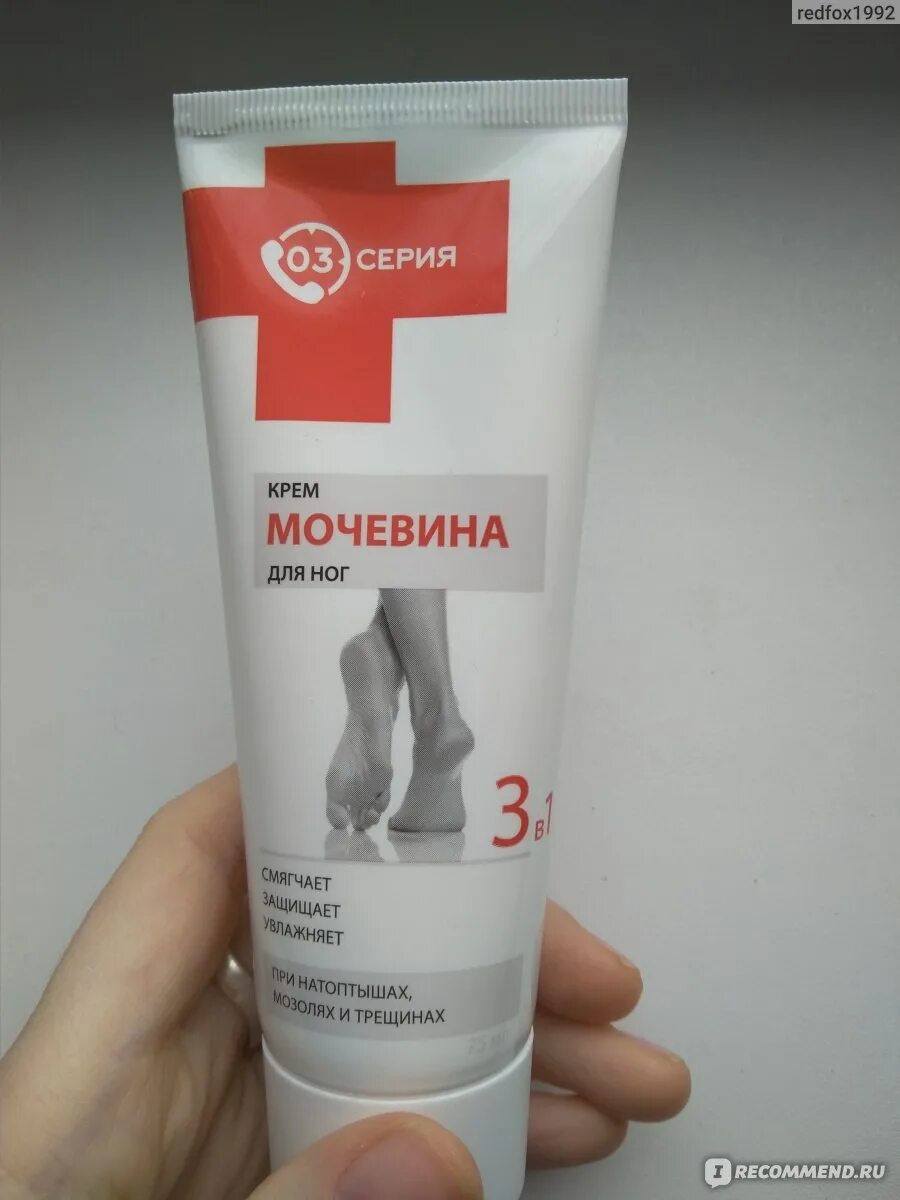 redfox1992
03 СЕРИЯ
КРЕМ
МОЧЕВИНА
ДЛЯ НОГ
3 в 1
СМЯГЧАЕТ
ЗАЩИЩАЕТ
УВЛАЖНЯЕТ
ПРИ НАТОПТЫШАХ,
МОЗОЛЯХ И ТРЕЩИНАХ
75 мл
IRECOMMEND.RU